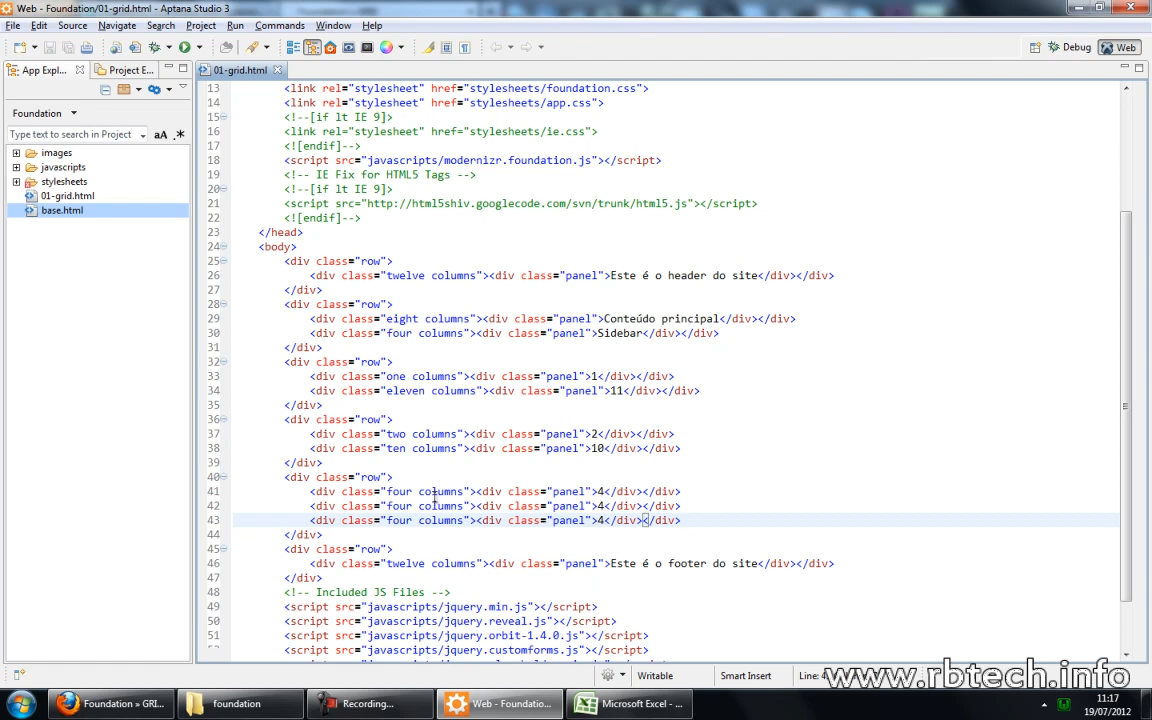 Web - Foundation/01-grid.html - Aptana Studio 3
File Edit Source Navigate Search Project Run Commands Window Help
Debug Web
App Expl... Project E... 01-grid.html
Foundation
Type text to search in Project aA .*
images
javascripts
stylesheets
01-grid.html
base.html
13 <link rel="stylesheet" href="stylesheets/foundation.css">
14 <link rel="stylesheet" href="stylesheets/app.css">
15 <!--[if lt IE 9]>
16 <link rel="stylesheet" href="stylesheets/ie.css">
17 <![endif]-->
18 <script src="javascripts/modernizr.foundation.js"></script>
19 <!-- IE Fix for HTML5 Tags -->
20 <!--[if lt IE 9]>
21 <script src="http://html5shiv.googlecode.com/svn/trunk/html5.js"></script>
22 <![endif]-->
23 </head>
24 <body>
25 <div class="row">
26 <div class="twelve columns"><div class="panel">Este é o header do site</div></div>
27 </div>
28 <div class="row">
29 <div class="eight columns"><div class="panel">Conteúdo principal</div></div>
30 <div class="four columns"><div class="panel">Sidebar</div></div>
31 </div>
32 <div class="row">
33 <div class="one columns"><div class="panel">1</div></div>
34 <div class="eleven columns"><div class="panel">11</div></div>
35 </div>
36 <div class="row">
37 <div class="two columns"><div class="panel">2</div></div>
38 <div class="ten columns"><div class="panel">10</div></div>
39 </div>
40 <div class="row">
41 <div class="four columns"><div class="panel">4</div></div>
42 <div class="four columns"><div class="panel">4</div></div>
43 <div class="four columns"><div class="panel">4</div></div>
44 </div>
45 <div class="row">
46 <div class="twelve columns"><div class="panel">Este é o footer do site</div></div>
47 </div>
48 <!-- Included JS Files -->
49 <script src="javascripts/jquery.min.js"></script>
50 <script src="javascripts/jquery.reveal.js"></script>
51 <script src="javascripts/jquery.orbit-1.4.0.js"></script>
52 <script src="javascripts/jquery.customforms.js"></script>
Writable Smart Insert Line:
www.rbtech.info
Foundation » GRI... foundation Recording... Web - Foundatio... Microsoft Excel - ...
11:17
19/07/2012